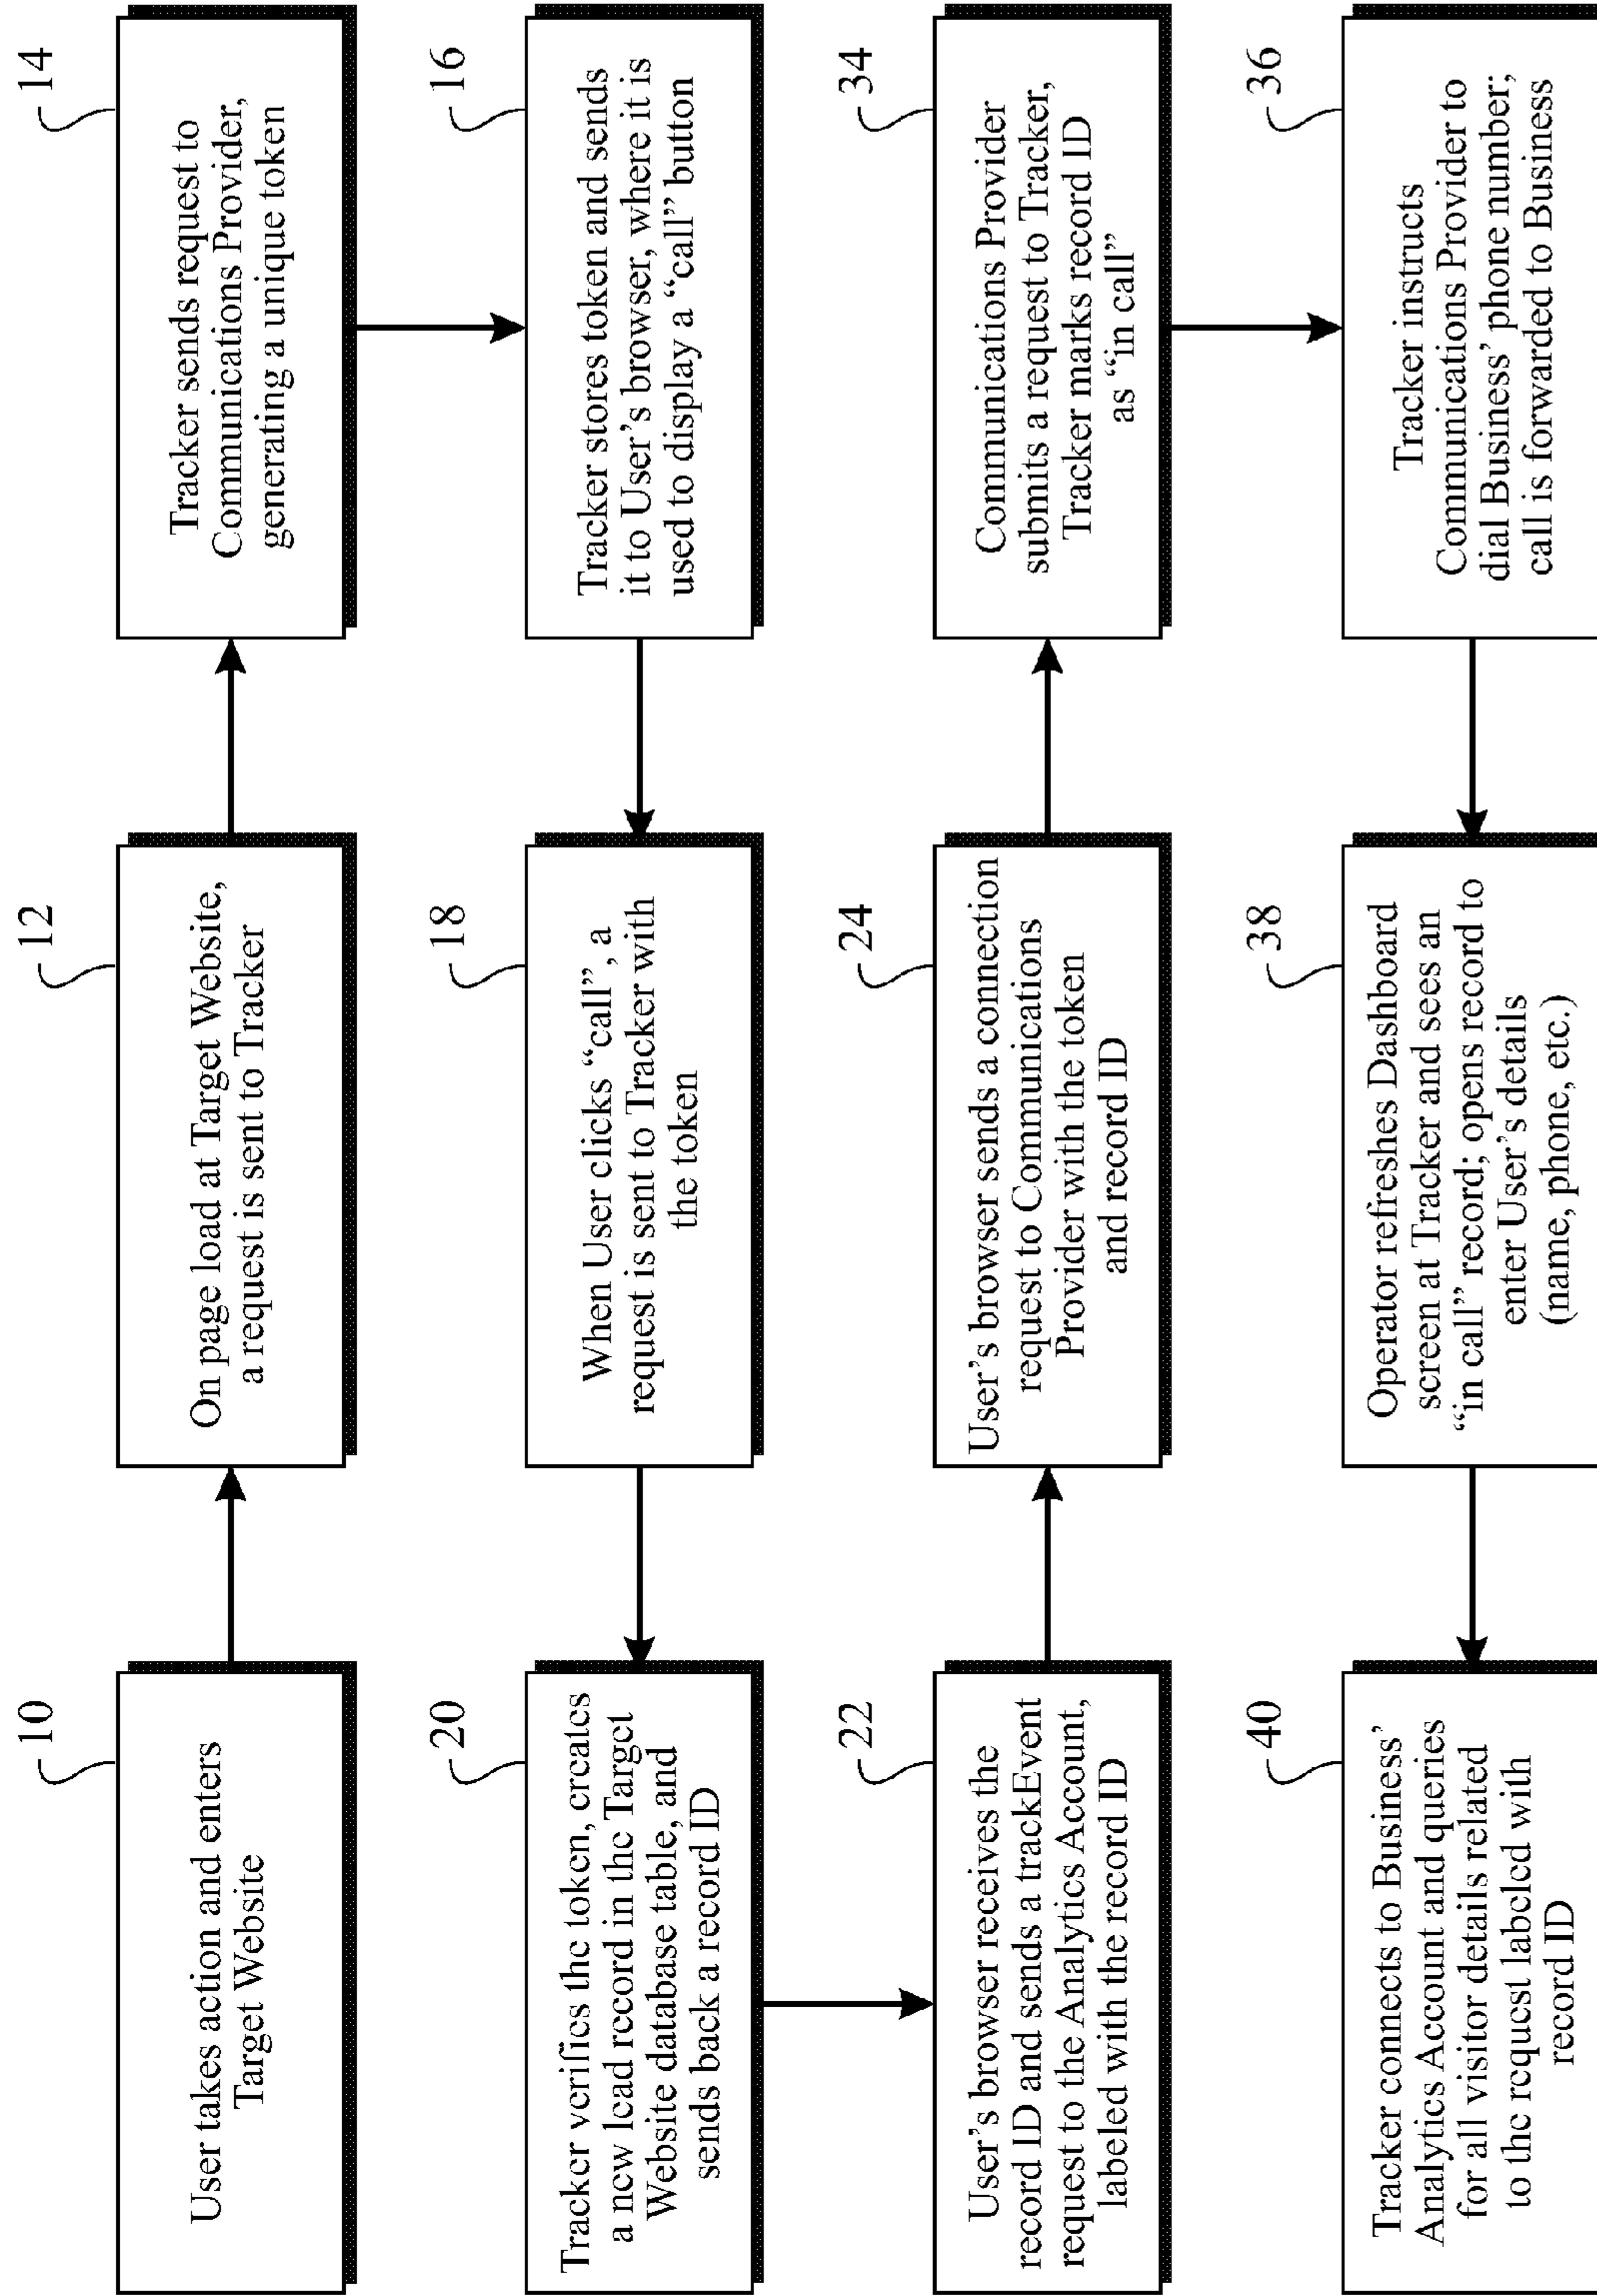 10
User takes action and enters
Target Website
12
On page load at Target Website,
a request is sent to Tracker
14
Tracker sends request to
Communications Provider,
generating a unique token
16
Tracker stores token and sends
it to User’s browser, where it is
used to display a “call” button
18
When User clicks “call”, a
request is sent to Tracker with
the token
20
Tracker verifies the token, creates
a new lead record in the Target
Website database table, and
sends back a record ID
22
User’s browser receives the
record ID and sends a trackEvent
request to the Analytics Account,
labeled with the record ID
24
User’s browser sends a connection
request to Communications
Provider with the token
and record ID
34
Communications Provider
submits a request to Tracker,
Tracker marks record ID
as “in call”
36
Tracker instructs
Communications Provider to
dial Business’ phone number;
call is forwarded to Business
38
Operator refreshes Dashboard
screen at Tracker and sees an
“in call” record; opens record to
enter User’s details
(name, phone, etc.)
40
Tracker connects to Business’
Analytics Account and queries
for all visitor details related
to the request labeled with
record ID